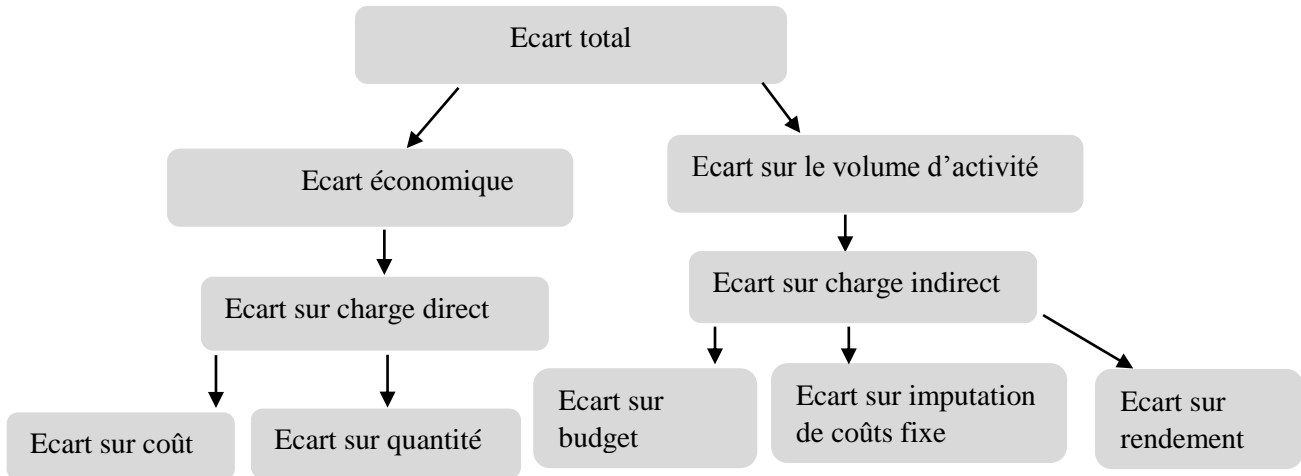 Ecart total
Ecart économique
Ecart sur le volume d’activité
Ecart sur charge direct
Ecart sur charge indirect
Ecart sur coût
Ecart sur quantité
Ecart sur
budget
Ecart sur imputation
de coûts fixe
Ecart sur
rendement